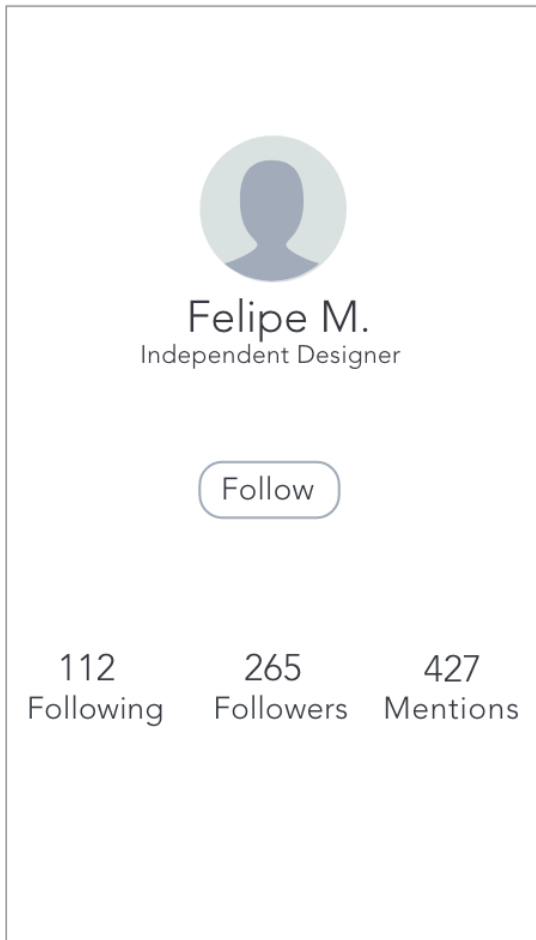 Felipe M.
Independent Designer
Follow
112 265 427
Following Followers Mentions